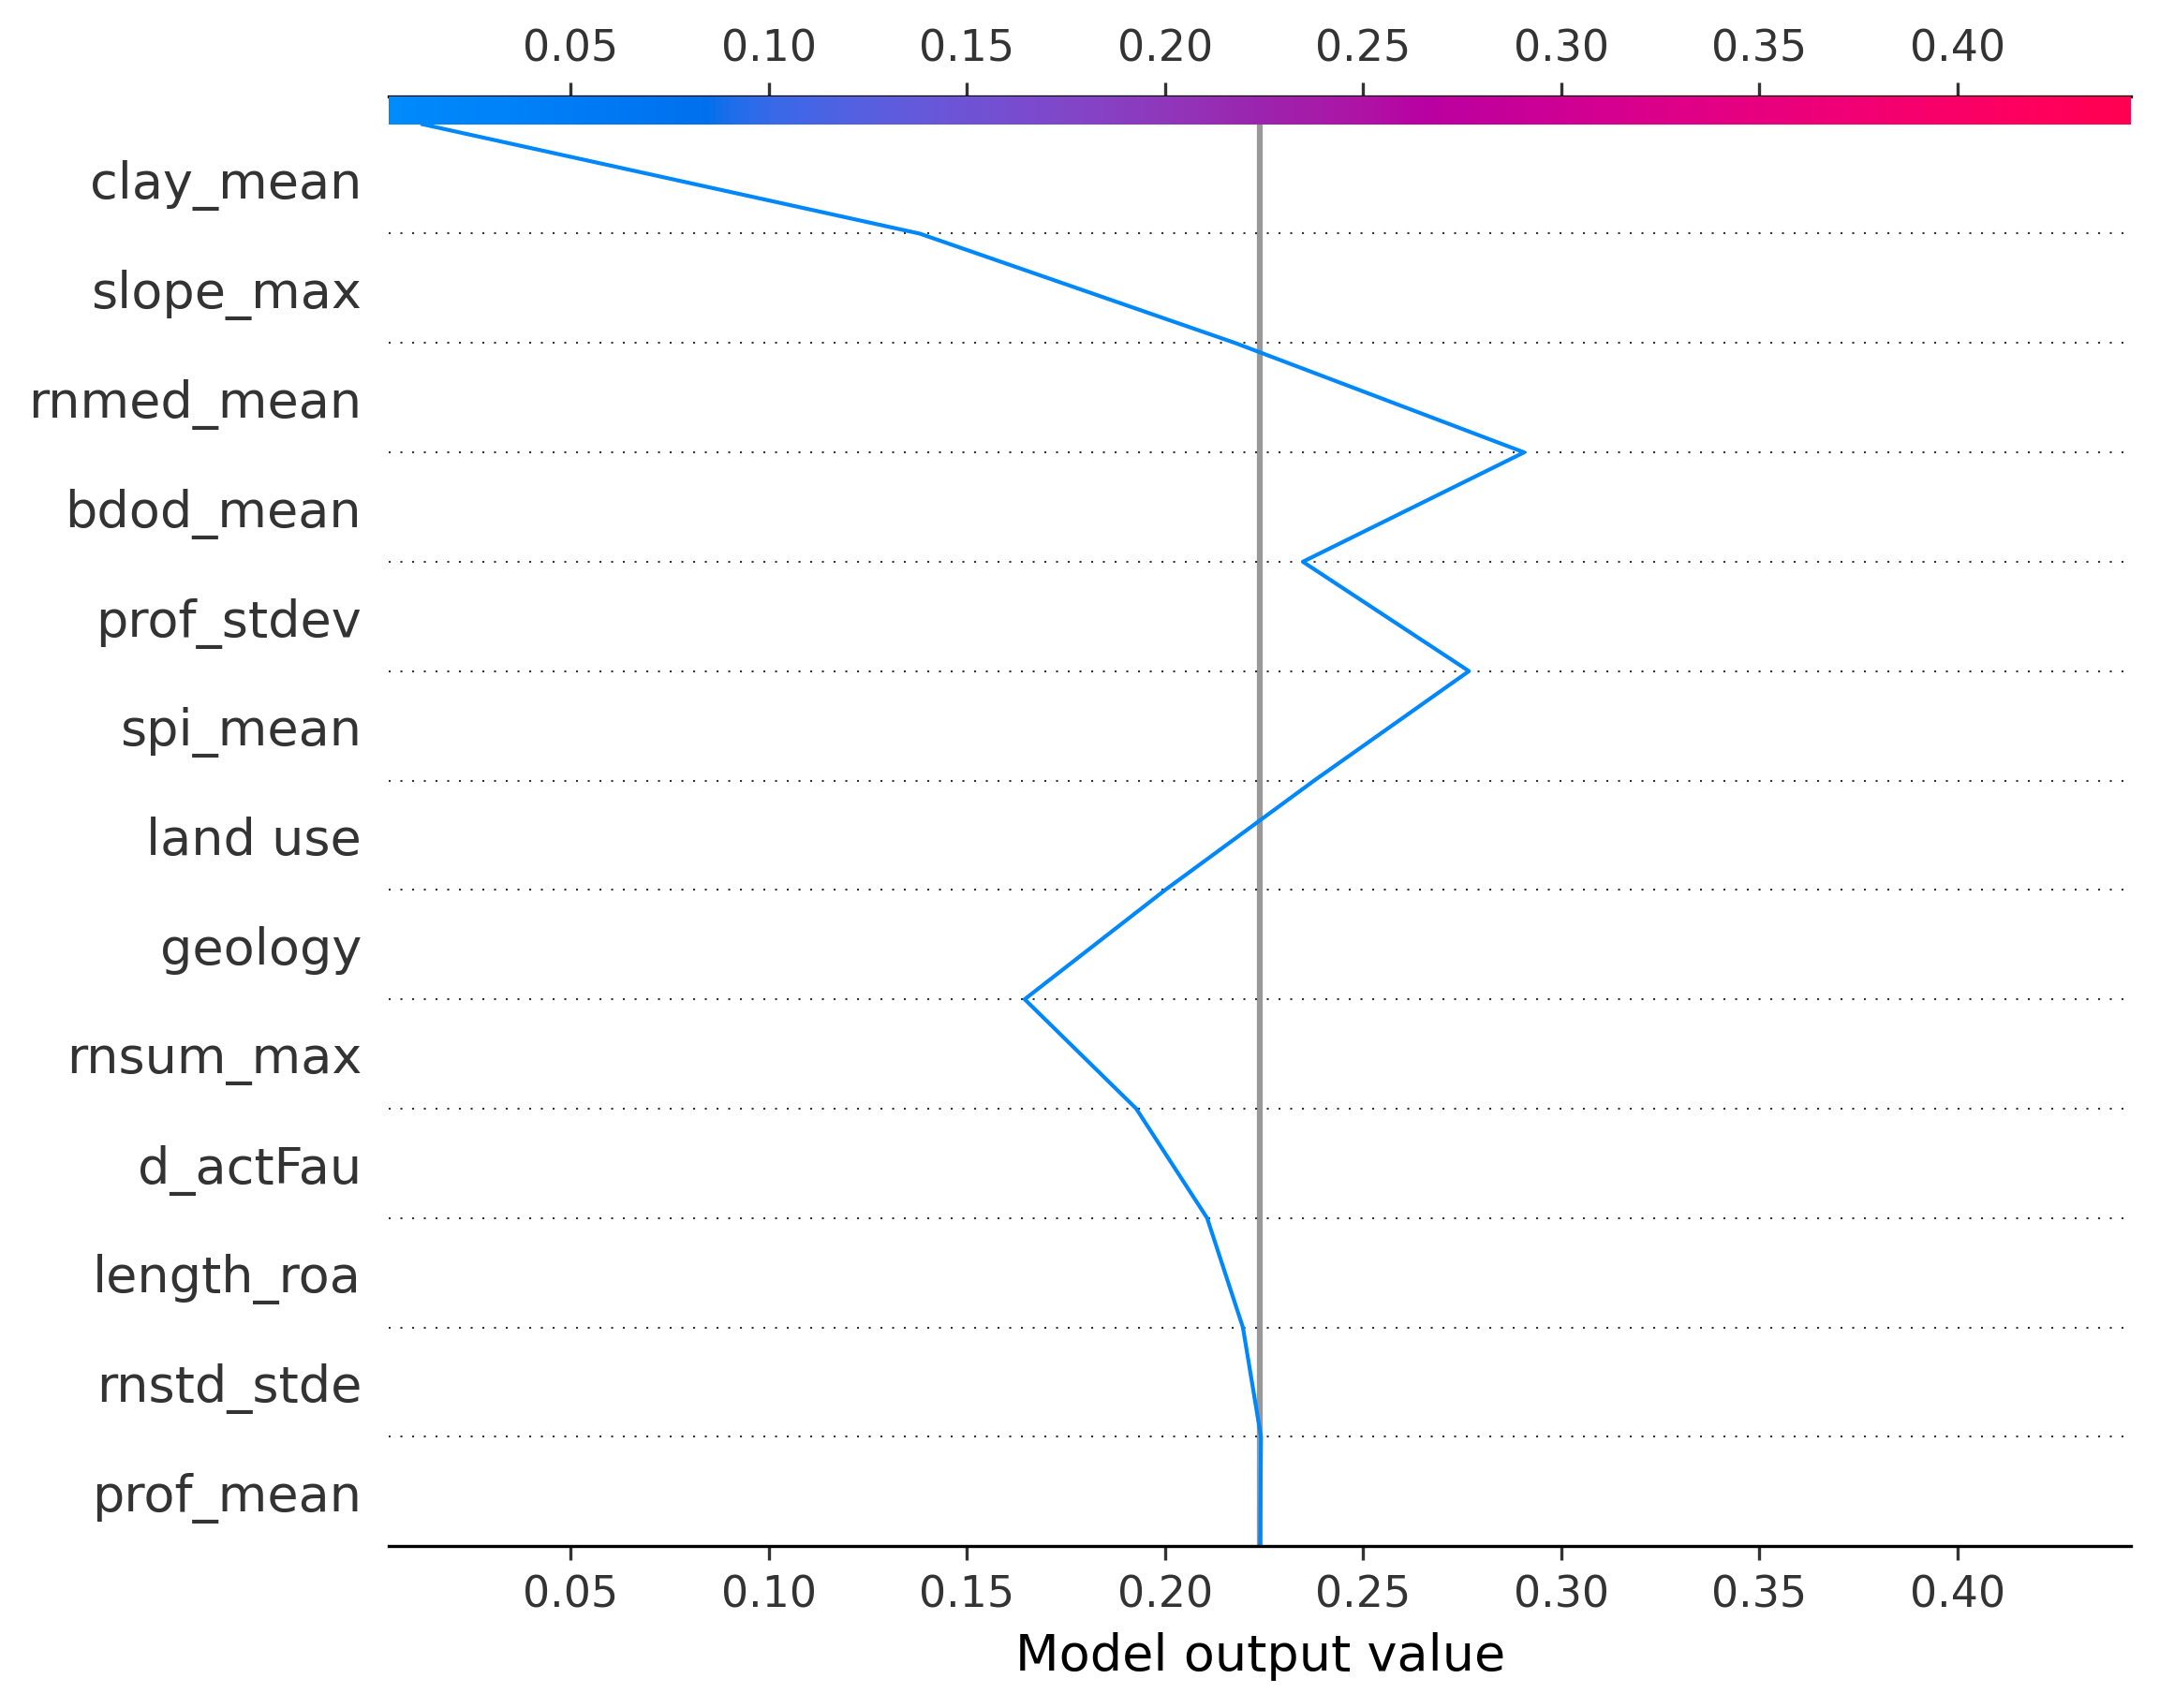 0.05 0.10 0.15 0.20 0.25 0.30 0.35 0.40
clay_mean
slope_max
rnmed_mean
bdod_mean
prof_stdev
spi_mean
land use
geology
rnsum_max
d_actFau
length_roa
rnstd_stde
prof_mean
0.05 0.10 0.15 0.20 0.25 0.30 0.35 0.40
Model output value